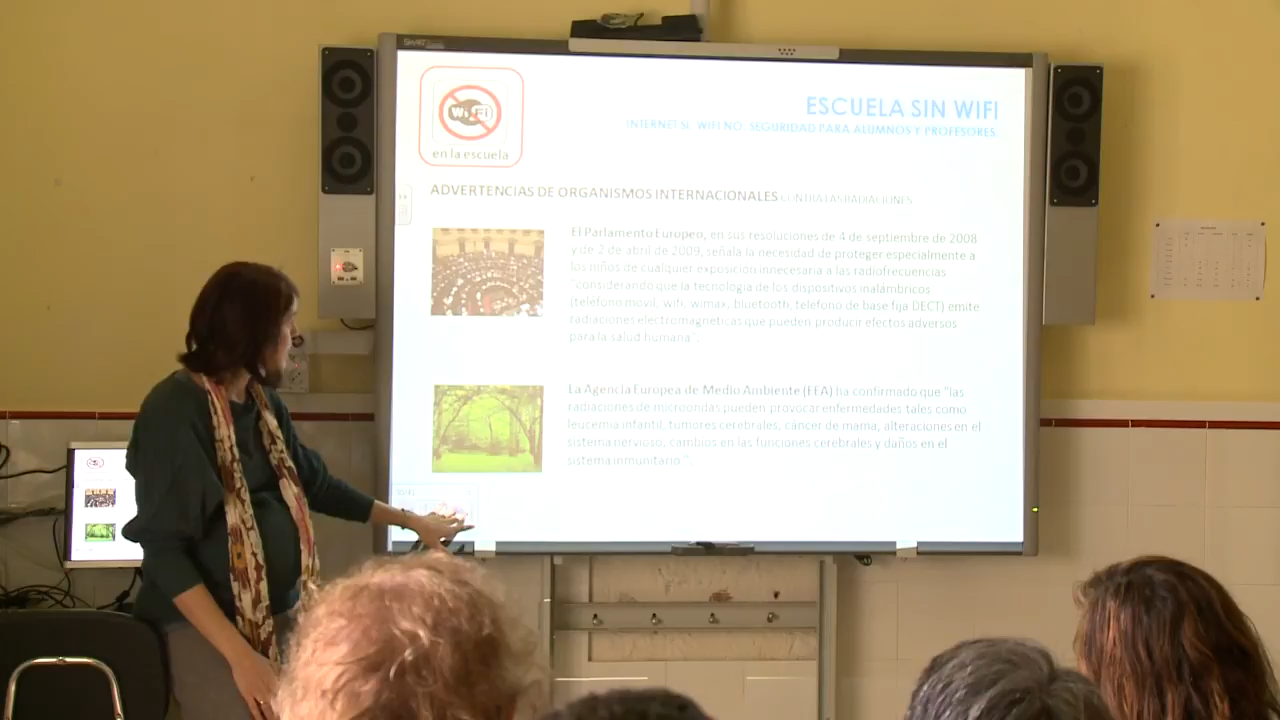 SMART
WiFi
en la escuela
ESCUELA SIN WIFI
INTERNET SI, WIFI NO: SEGURIDAD PARA ALUMNOS Y PROFESORES
ADVERTENCIAS DE ORGANISMOS INTERNACIONALES CONTRA LAS RADIACIONES
El Parlamento Europeo, en sus resoluciones de 4 de septiembre de 2008
y de 2 de abril de 2009, señala la necesidad de proteger especialmente a
los niños de cualquier exposición innecesaria a las radiofrecuencias
"considerando que la tecnología de los dispositivos inalámbricos
(teléfono móvil, wifi, wimax, bluetooth, teléfono de base fija DECT) emite
radiaciones electromagnéticas que pueden producir efectos adversos
para la salud humana".
La Agencia Europea de Medio Ambiente (EEA) ha confirmado que "las
radiaciones de microondas pueden provocar enfermedades tales como
leucemia infantil, tumores cerebrales, cáncer de mama, alteraciones en el
sistema nervioso, cambios en las funciones cerebrales y daños en el
sistema inmunitario."